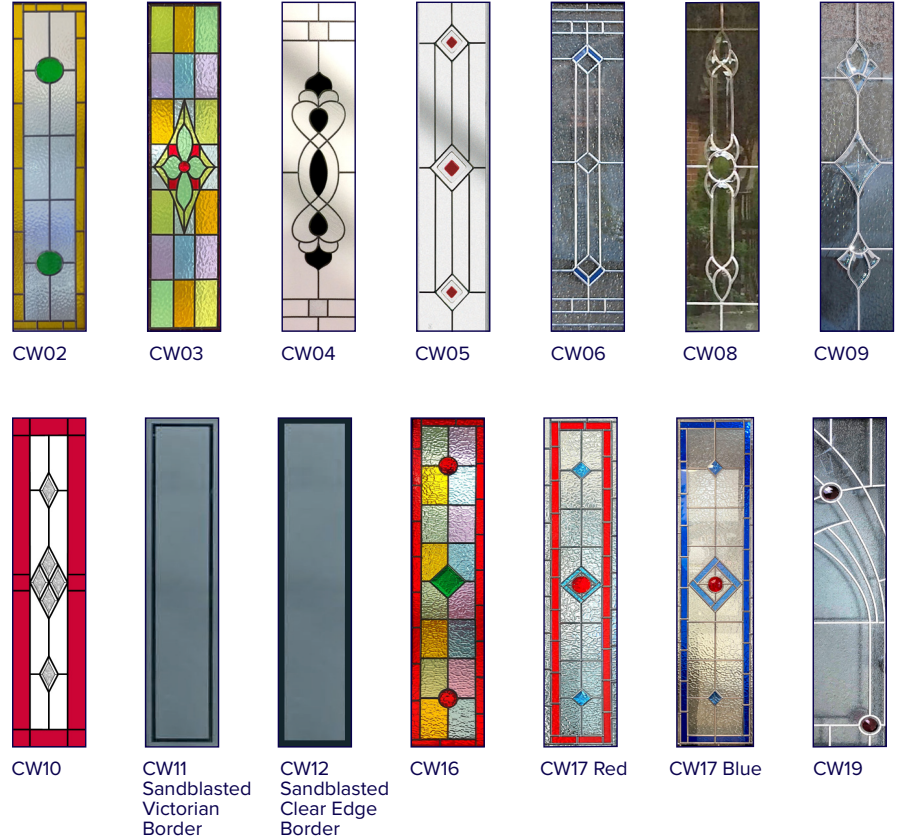 CW02
CW03
CW04
CW05
CW06
CW08
CW09
CW10
CW11
Sandblasted
Victorian
Border
CW12
Sandblasted
Clear Edge
Border
CW16
CW17 Red
CW17 Blue
CW19